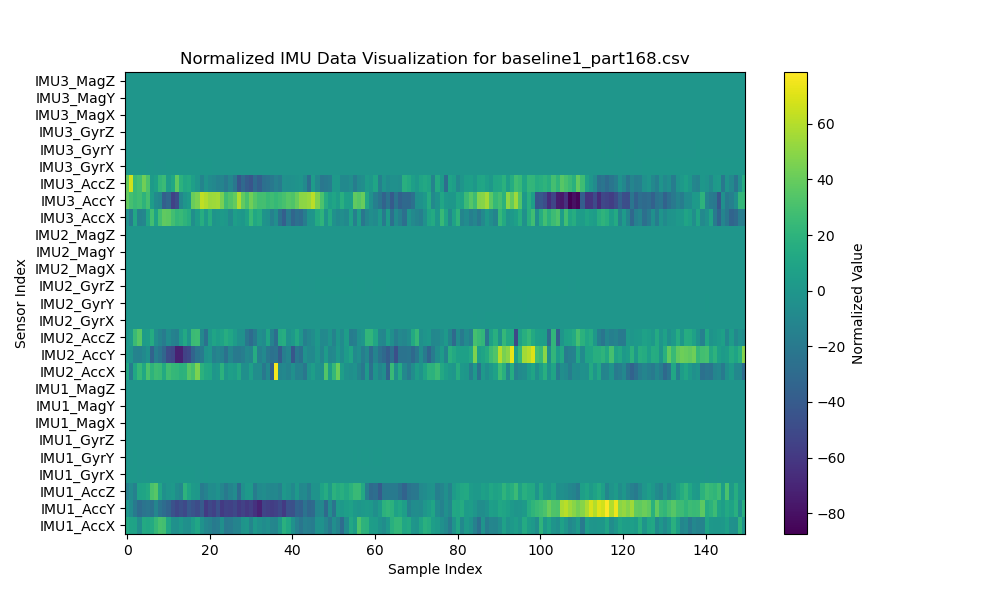 Normalized IMU Data Visualization for baseline1_part168.csv
IMU3_MagZ
IMU3_MagY
IMU3_MagX
IMU3_GyrZ
IMU3_GyrY
IMU3_GyrX
IMU3_AccZ
IMU3_AccY
IMU3_AccX
IMU2_MagZ
IMU2_MagY
IMU2_MagX
IMU2_GyrZ
IMU2_GyrY
IMU2_GyrX
IMU2_AccZ
IMU2_AccY
IMU2_AccX
IMU1_MagZ
IMU1_MagY
IMU1_MagX
IMU1_GyrZ
IMU1_GyrY
IMU1_GyrX
IMU1_AccZ
IMU1_AccY
IMU1_AccX
Sensor Index
0 20 40 60 80 100 120 140
Sample Index
60
40
20
0
−20
−40
−60
−80
Normalized Value